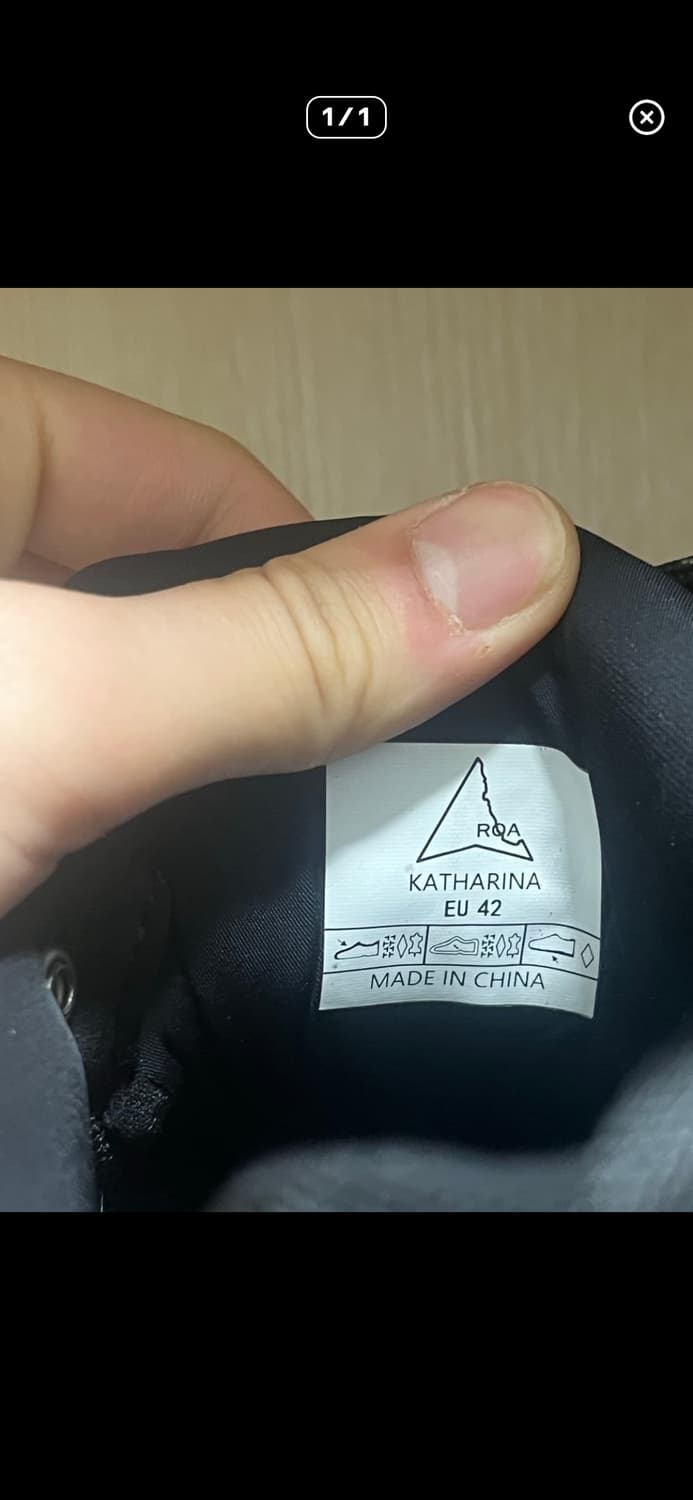 1/1
ROA
KATHARINA
EU 42
MADE IN CHINA